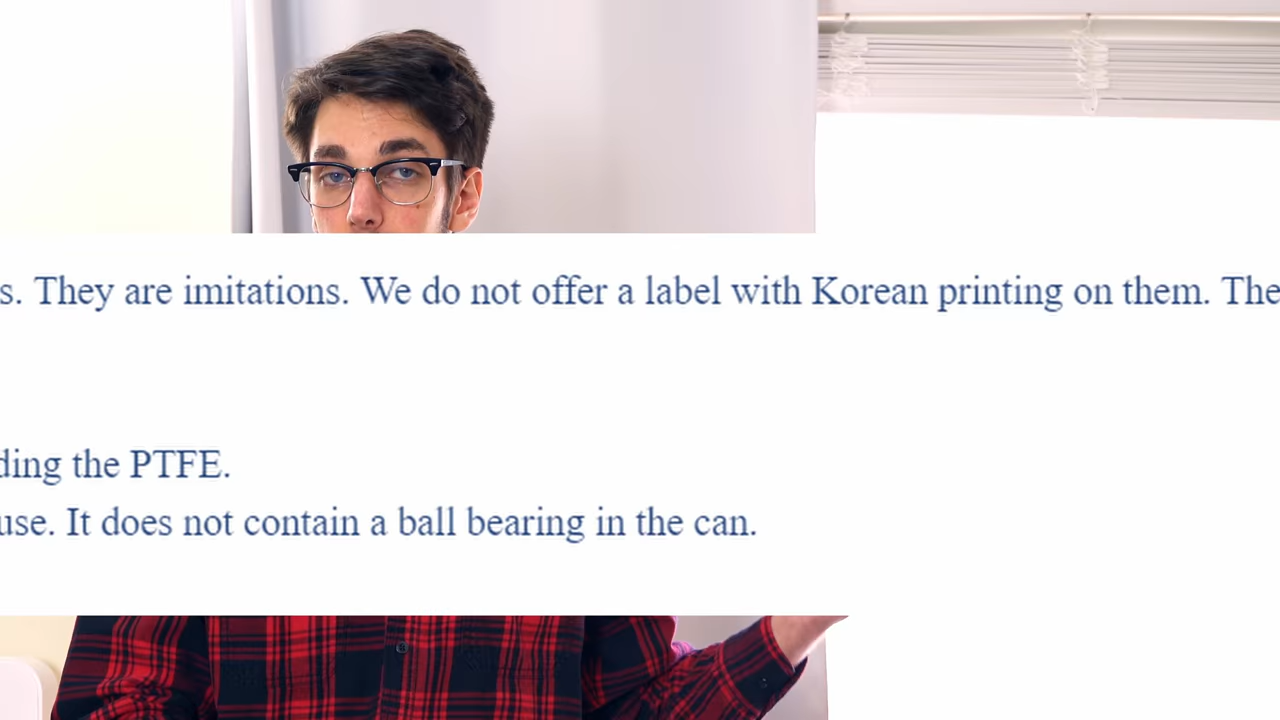 s. They are imitations. We do not offer a label with Korean printing on them. The
ding the PTFE.
use. It does not contain a ball bearing in the can.